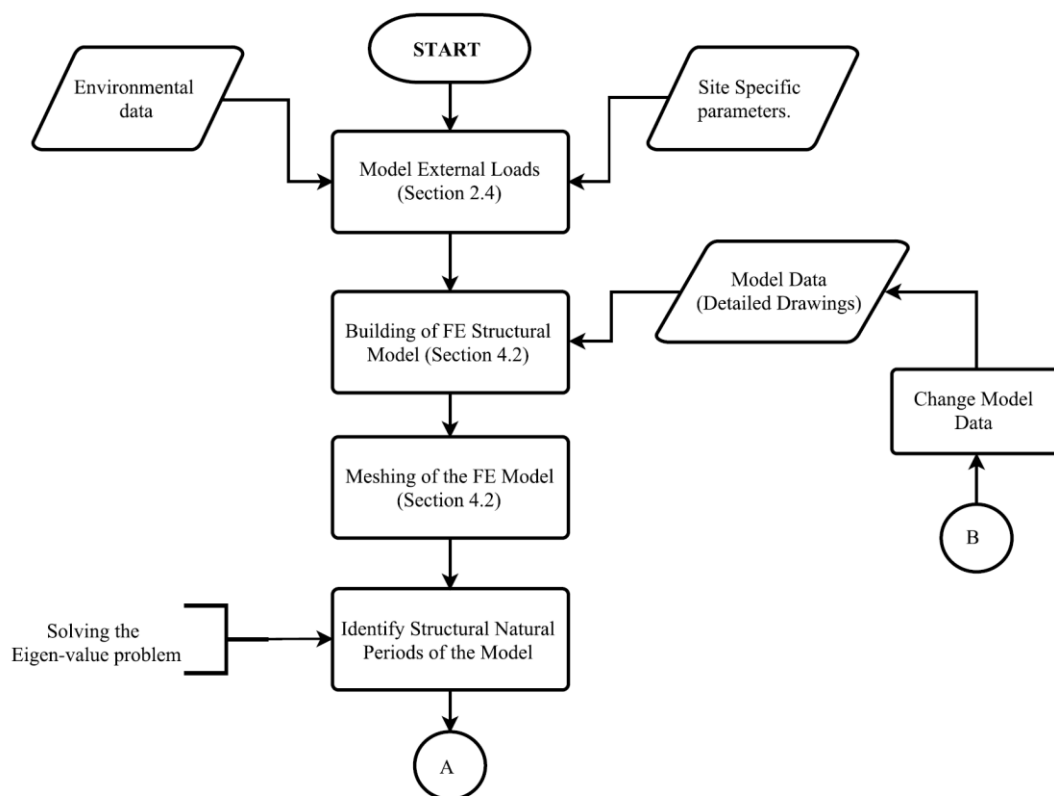 START
Environmental
data
Site Specific
parameters.
Model External Loads
(Section 2.4)
Model Data
(Detailed Drawings)
Building of FE Structural
Model (Section 4.2)
Change Model
Data
Meshing of the FE Model
(Section 4.2)
B
Solving the
Eigen-value problem
Identify Structural Natural
Periods of the Model
A